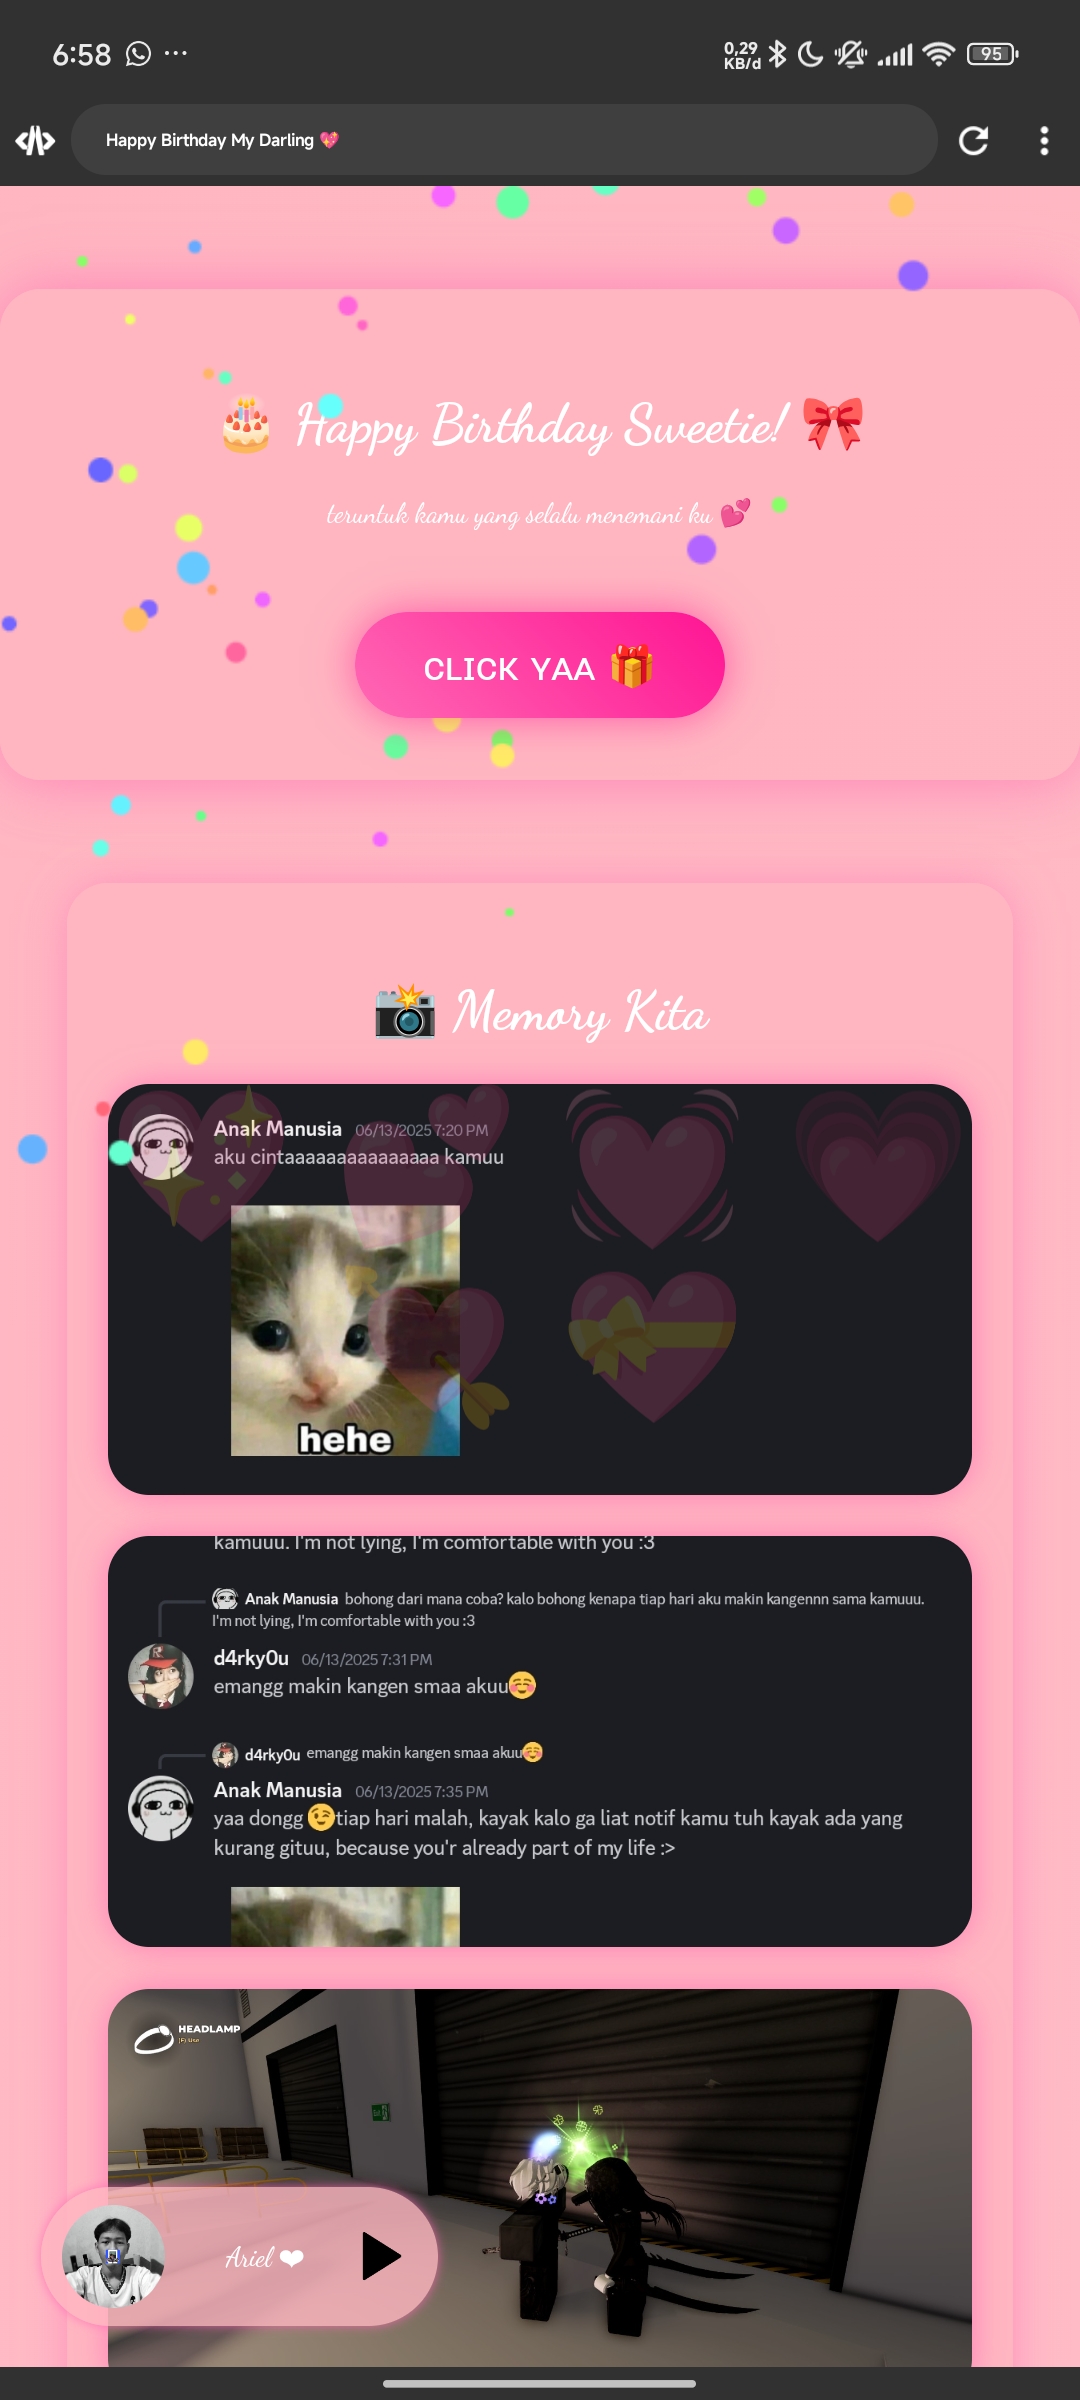 6:58
0,29
KB/d
95
Happy Birthday My Darling 💖
🎂 Happy Birthday Sweetie! 🎀
teruntuk kamu yang selalu menemani ku 💕
CLICK YAA 🎁
📸 Memory Kita
Anak Manusia 06/13/2025 7:20 PM
aku cintaaaaaaaaaaaaaaa kamuu
hehe
kamuuu. I'm not lying, I'm comfortable with you :3
Anak Manusia bohong dari mana coba? kalo bohong kenapa tiap hari aku makin kangennn sama kamuuu.
I'm not lying, I'm comfortable with you :3
d4rky0u 06/13/2025 7:31 PM
emangg makin kangen smaa akuu☺️
d4rky0u emangg makin kangen smaa akuu☺️
Anak Manusia 06/13/2025 7:35 PM
yaa dongg 😉tiap hari malah, kayak kalo ga liat notif kamu tuh kayak ada yang
kurang gituu, because you'r already part of my life :>
HEADLAMP
[F] Use
Ariel ❤